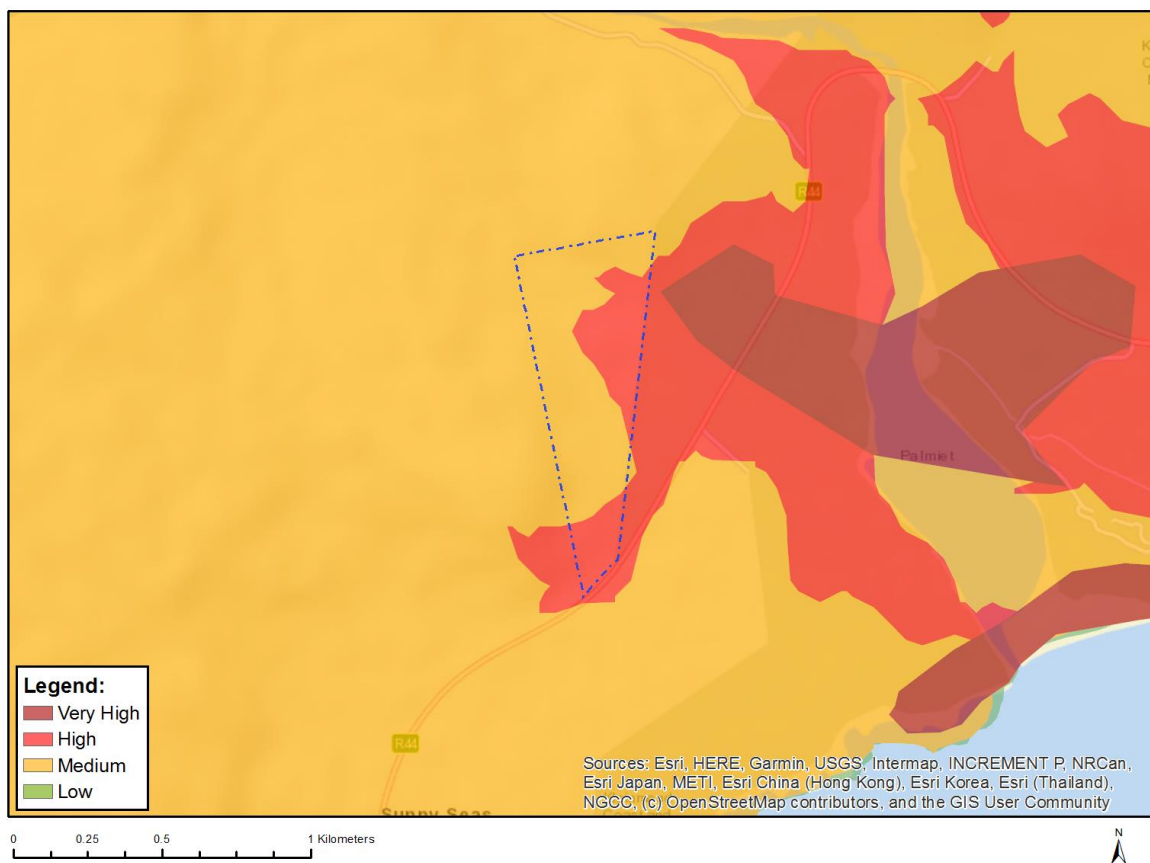 K
R44
Palmiet
R44
Sunny Seas
Legend:
Very High
High
Medium
Low
Sources: Esri, HERE, Garmin, USGS, Intermap, INCREMENT P, NRCan,
Esri Japan, METI, Esri China (Hong Kong), Esri Korea, Esri (Thailand),
NGCC, (c) OpenStreetMap contributors, and the GIS User Community
0 0.25 0.5 1 Kilometers
N